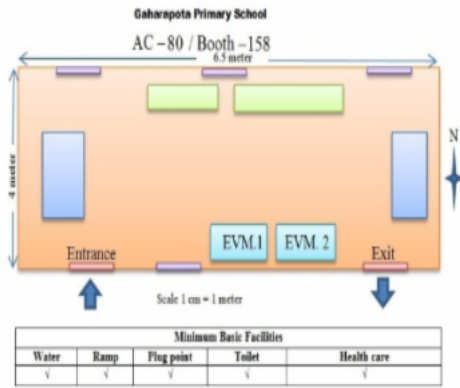 Gaharapota Primary School
AC –80 / Booth –158
6.5 meter
4 meter
N
EVM.1 EVM. 2
Entrance Exit
Scale 1 cm = 1 meter
Minimum Basic Facilities
Water Ramp Plug point Toilet Health care
√ √ √ √ √